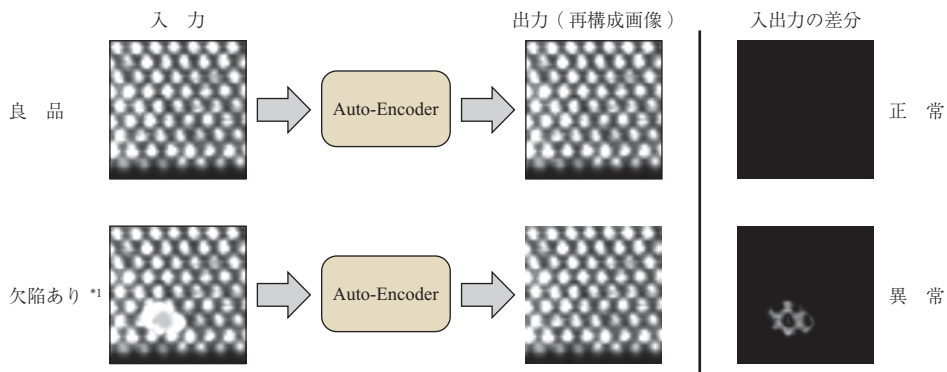 入　力
出力 ( 再構成画像 )
入出力の差分
良　品
Auto-Encoder
正　常
欠陥あり *1
Auto-Encoder
異　常